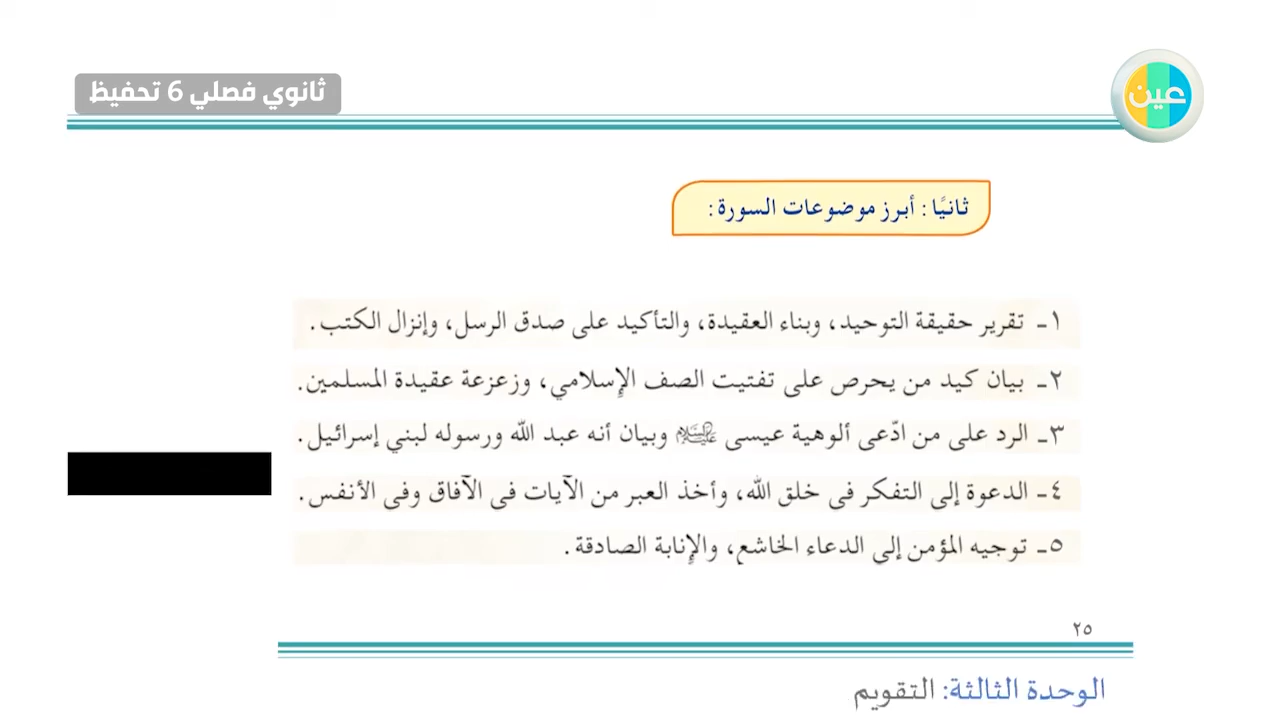 ثانوي فصلي 6 تحفيظ
عين
ثانيًا: أبرز موضوعات السورة:
١- تقرير حقيقة التوحيد، وبناء العقيدة، والتأكيد على صدق الرسل، وإنزال الكتب.
٢- بيان كيد من يحرص على تفتيت الصف الإسلامي، وزعزعة عقيدة المسلمين.
٣- الرد على من ادّعى ألوهية عيسى عليه السلام وبيان أنه عبد الله ورسوله لبني إسرائيل.
٤- الدعوة إلى التفكر فى خلق الله، وأخذ العبر من الآيات فى الآفاق وفى الأنفس.
٥- توجيه المؤمن إلى الدعاء الخاشع، والإنابة الصادقة.
٢٥
الوحدة الثالثة: التقويم